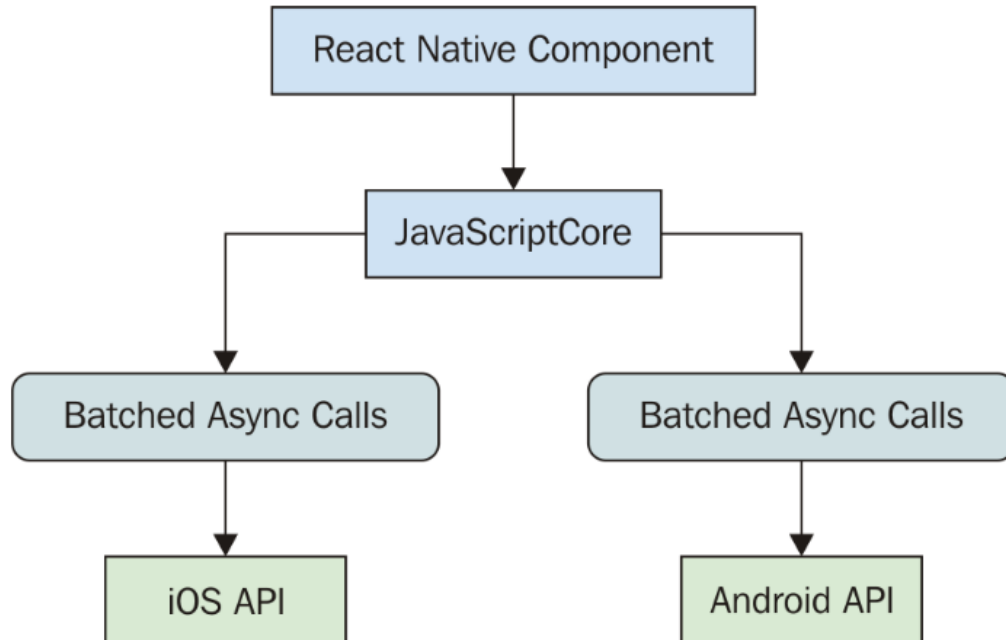 React Native Component
JavaScriptCore
Batched Async Calls
Batched Async Calls
iOS API
Android API